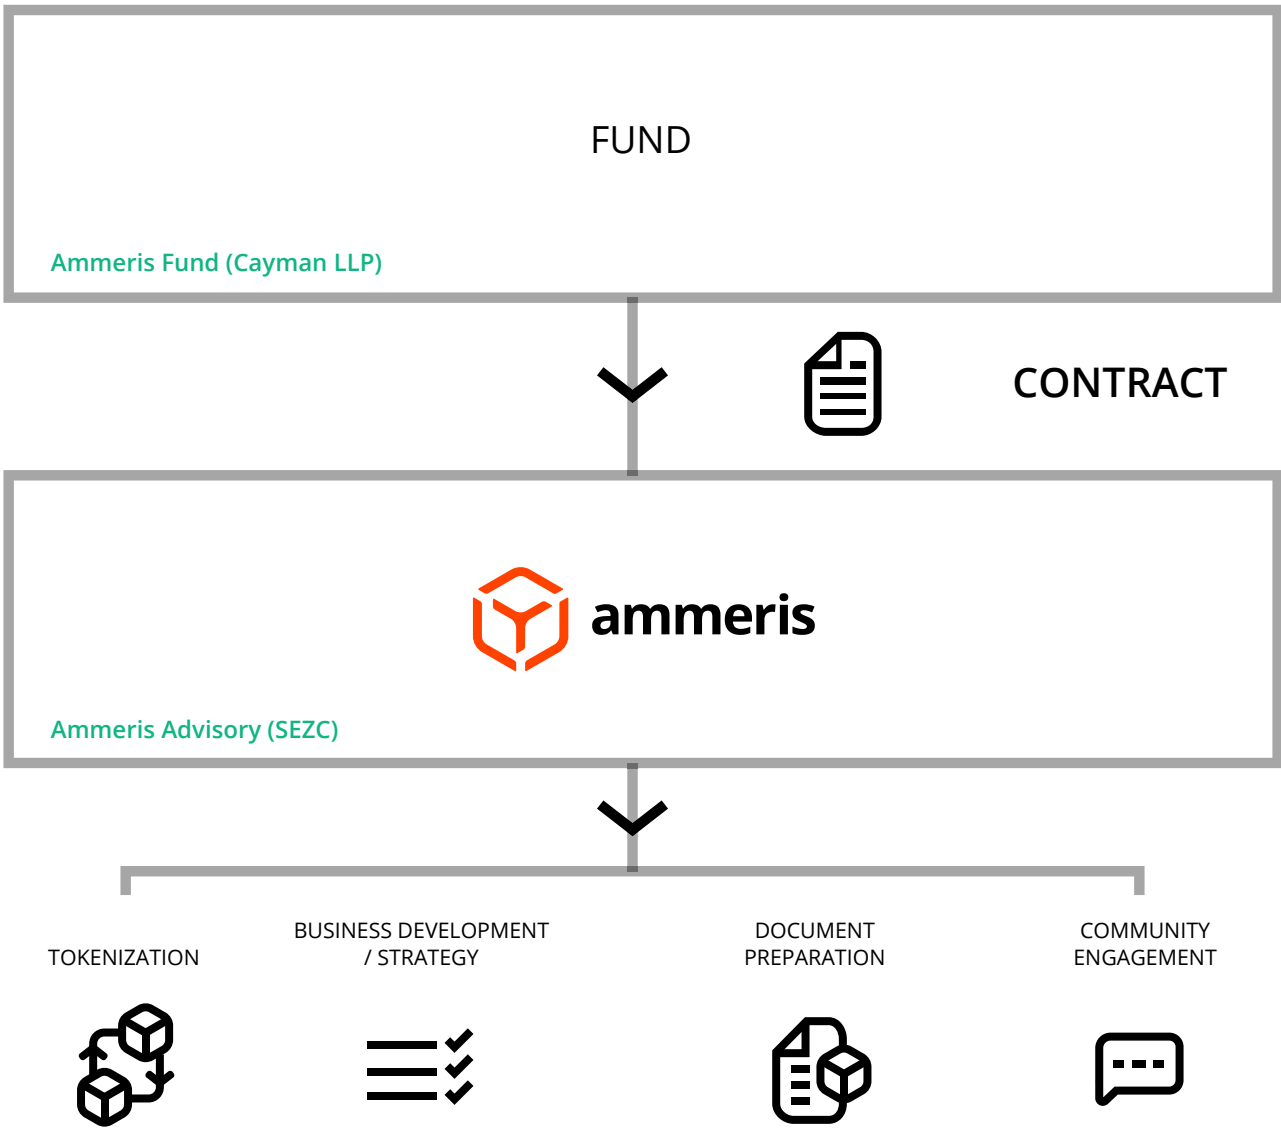 FUND
Ammeris Fund (Cayman LLP)
CONTRACT
ammeris
Ammeris Advisory (SEZC)
TOKENIZATION
BUSINESS DEVELOPMENT
/ STRATEGY
DOCUMENT
PREPARATION
COMMUNITY
ENGAGEMENT